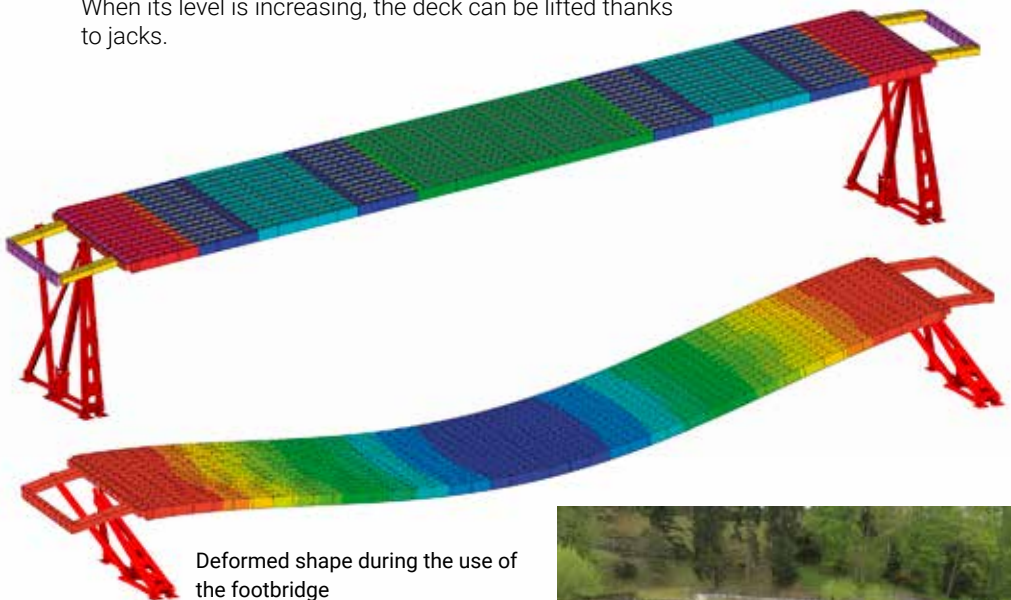 When its level is increasing, the deck can be lifted thanks
to jacks.
Deformed shape during the use of
the footbridge